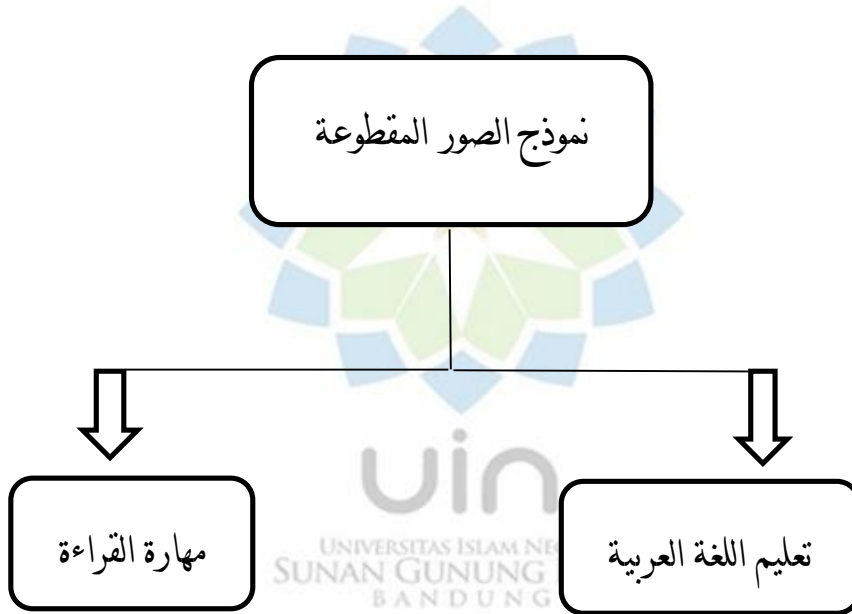 نموذج الصور المقطوعة
تعليم اللغة العربية
مهارة القراءة
uin
UNIVERSITAS ISLAM
SUNAN GUNUNG
BANDUNG